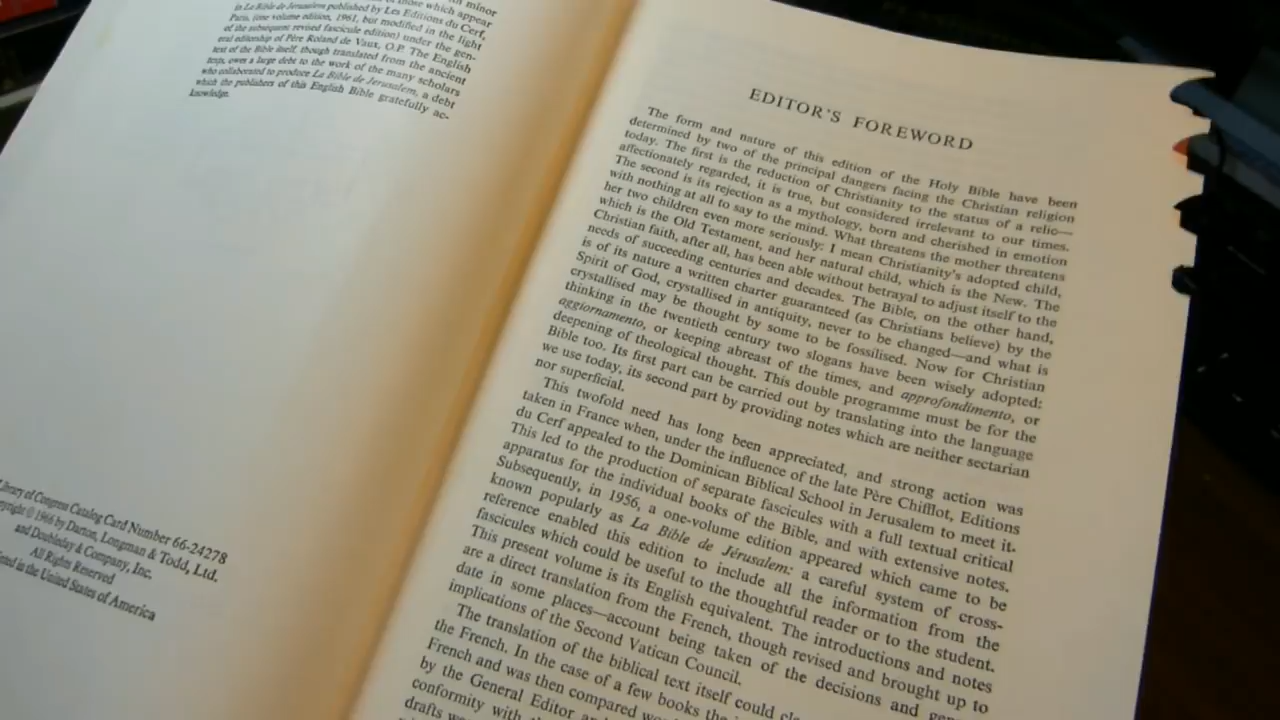 those which appear
in La Bible de Jerusalem published by Les Editions du Cerf,
Paris, (one volume edition, 1961, but modified in the light
of the subsequent revised fascicule edition) under the gen-
eral editorship of Père Roland de Vaux, O.P. The English
text of the Bible itself, though translated from the ancient
texts, owes a large debt to the work of the many scholars
who collaborated to produce La Bible de Jerusalem, a debt
which the publishers of this English Bible gratefully ac-
knowledge.
Library of Congress Catalog Card Number 66-24278
Copyright © 1966 by Darton, Longman & Todd, Ltd.
and Doubleday & Company, Inc.
All Rights Reserved
in the United States of America
EDITOR'S FOREWORD
The form and nature of this edition of the Holy Bible have been
determined by two of the principal dangers facing the Christian religion
today. The first is the reduction of Christianity to the status of a relic—
affectionately regarded, it is true, but considered irrelevant to our times.
The second is its rejection as a mythology, born and cherished in emotion
with nothing at all to say to the mind. What threatens the mother threatens
her two children even more seriously: I mean Christianity's adopted child,
which is the Old Testament, and her natural child, which is the New. The
Christian faith, after all, has been able without betrayal to adjust itself to the
needs of succeeding centuries and decades. The Bible, on the other hand,
is of its nature a written charter guaranteed (as Christians believe) by the
Spirit of God, crystallised in antiquity, never to be changed—and what is
crystallised may be thought by some to be fossilised. Now for Christian
thinking in the twentieth century two slogans have been wisely adopted:
aggiornamento, or keeping abreast of the times, and approfondimento, or
deepening of theological thought. This double programme must be for the
Bible too. Its first part can be carried out by translating into the language
we use today, its second part by providing notes which are neither sectarian
nor superficial.
This twofold need has long been appreciated, and strong action was
taken in France when, under the influence of the late Père Chifflot, Editions
du Cerf appealed to the Dominican Biblical School in Jerusalem to meet it.
This led to the production of separate fascicules with a full textual critical
apparatus for the individual books of the Bible, and with extensive notes.
Subsequently, in 1956, a one-volume edition appeared which came to be
known popularly as La Bible de Jérusalem: a careful system of cross-
reference enabled this edition to include all the information from the
fascicules which could be useful to the thoughtful reader or to the student.
This present volume is its English equivalent. The introductions and notes
are a direct translation from the French, though revised and brought up to
date in some places—account being taken of the decisions and gen
implications of the Second Vatican Council.
The translation of the biblical text itself could
the French. In the case of a few books the
French and was then compared
by the General Editor
conformity with
drafts